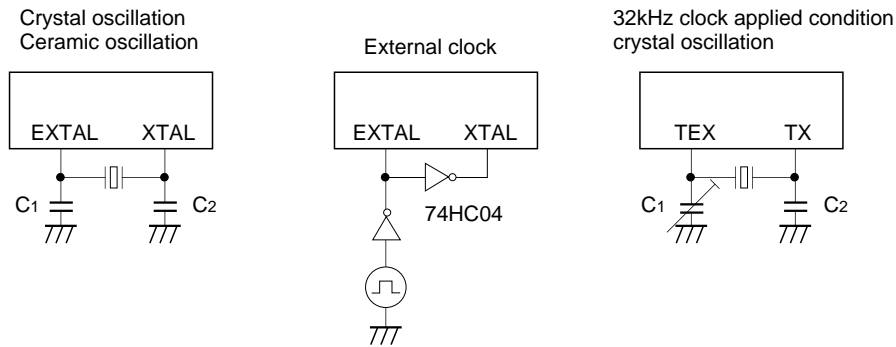 Crystal oscillation
Ceramic oscillation
EXTAL XTAL
C1 C2
External clock
EXTAL XTAL
74HC04
32kHz clock applied condition
crystal oscillation
TEX TX
C1 C2